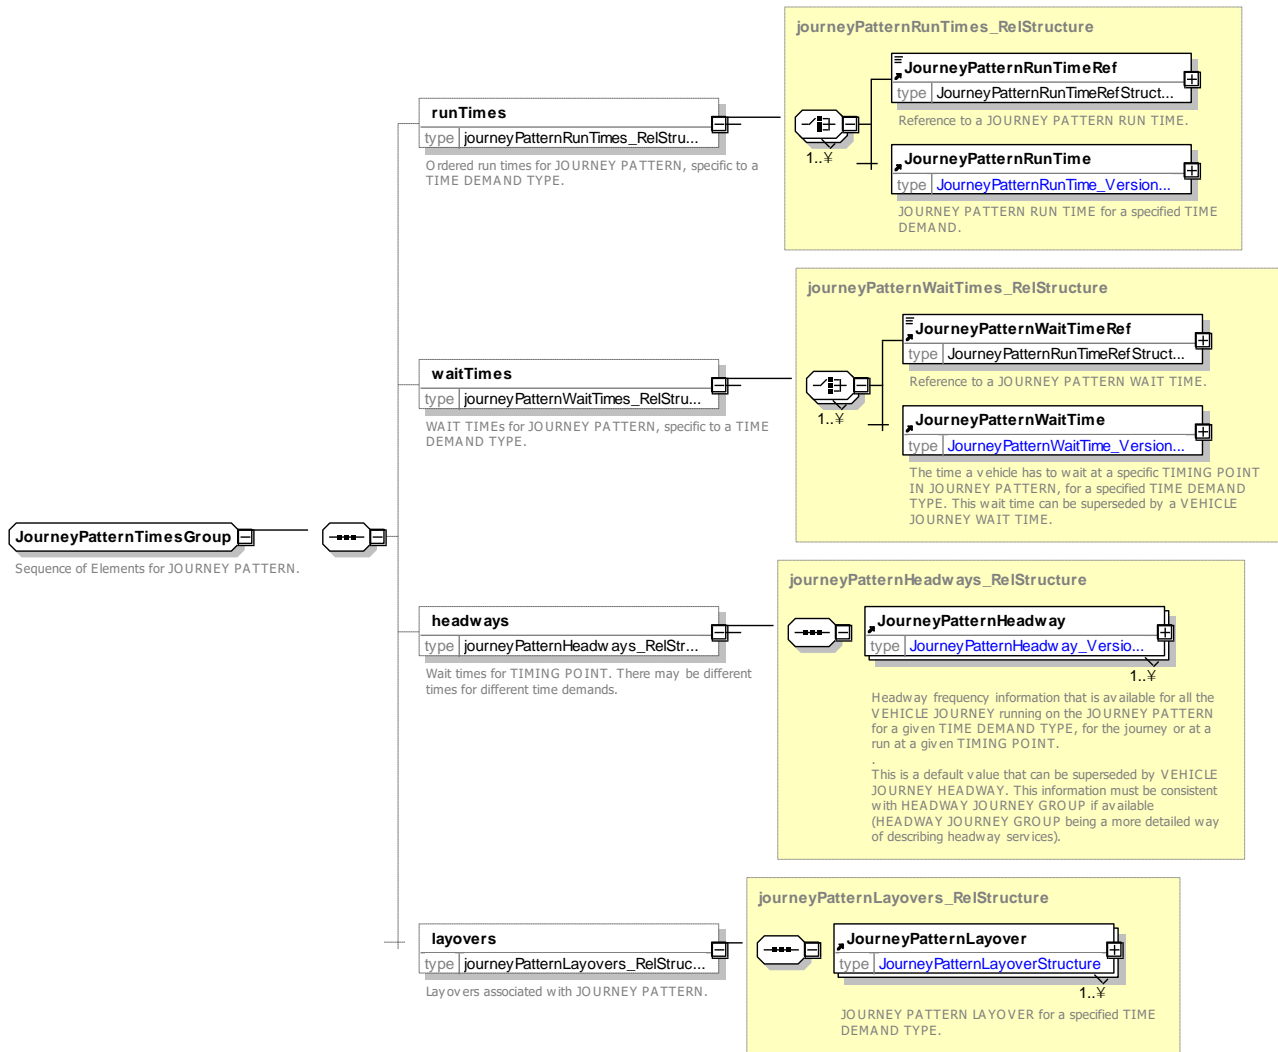 journeyPatternRunTimes_RelStructure
JourneyPatternRunTimeRef
type JourneyPatternRunTimeRefStruct...
Reference to a JOURNEY PATTERN RUN TIME.
runTimes
type journeyPatternRunTimes_RelStru...
Ordered run times for JOURNEY PATTERN, specific to a
TIME DEMAND TYPE.
1..¥
JourneyPatternRunTime
type JourneyPatternRunTime_Version...
JOURNEY PATTERN RUN TIME for a specified TIME
DEMAND.
journeyPatternWaitTimes_RelStructure
JourneyPatternWaitTimeRef
type JourneyPatternRunTimeRefStruct...
Reference to a JOURNEY PATTERN WAIT TIME.
waitTimes
type journeyPatternWaitTimes_RelStru...
WAIT TIMEs for JOURNEY PATTERN, specific to a TIME
DEMAND TYPE.
1..¥
JourneyPatternWaitTime
type JourneyPatternWaitTime_Version...
The time a vehicle has to wait at a specific TIMING POINT
IN JOURNEY PATTERN, for a specified TIME DEMAND
TYPE. This wait time can be superseded by a VEHICLE
JOURNEY WAIT TIME.
JourneyPatternTimesGroup
Sequence of Elements for JOURNEY PATTERN.
journeyPatternHeadways_RelStructure
headways
type journeyPatternHeadways_RelStr...
Wait times for TIMING POINT. There may be different
times for different time demands.
JourneyPatternHeadway
type JourneyPatternHeadway_Versio...
1..¥
Headway frequency information that is available for all the
VEHICLE JOURNEY running on the JOURNEY PATTERN
for a given TIME DEMAND TYPE, for the journey or at a
run at a given TIMING POINT.
.
This is a default value that can be superseded by VEHICLE
JOURNEY HEADWAY. This information must be consistent
with HEADWAY JOURNEY GROUP if available
(HEADWAY JOURNEY GROUP being a more detailed way
of describing headway services).
journeyPatternLayovers_RelStructure
layovers
type journeyPatternLayovers_RelStruc...
Layovers associated with JOURNEY PATTERN.
JourneyPatternLayover
type JourneyPatternLayoverStructure
1..¥
JOURNEY PATTERN LAYOVER for a specified TIME
DEMAND TYPE.